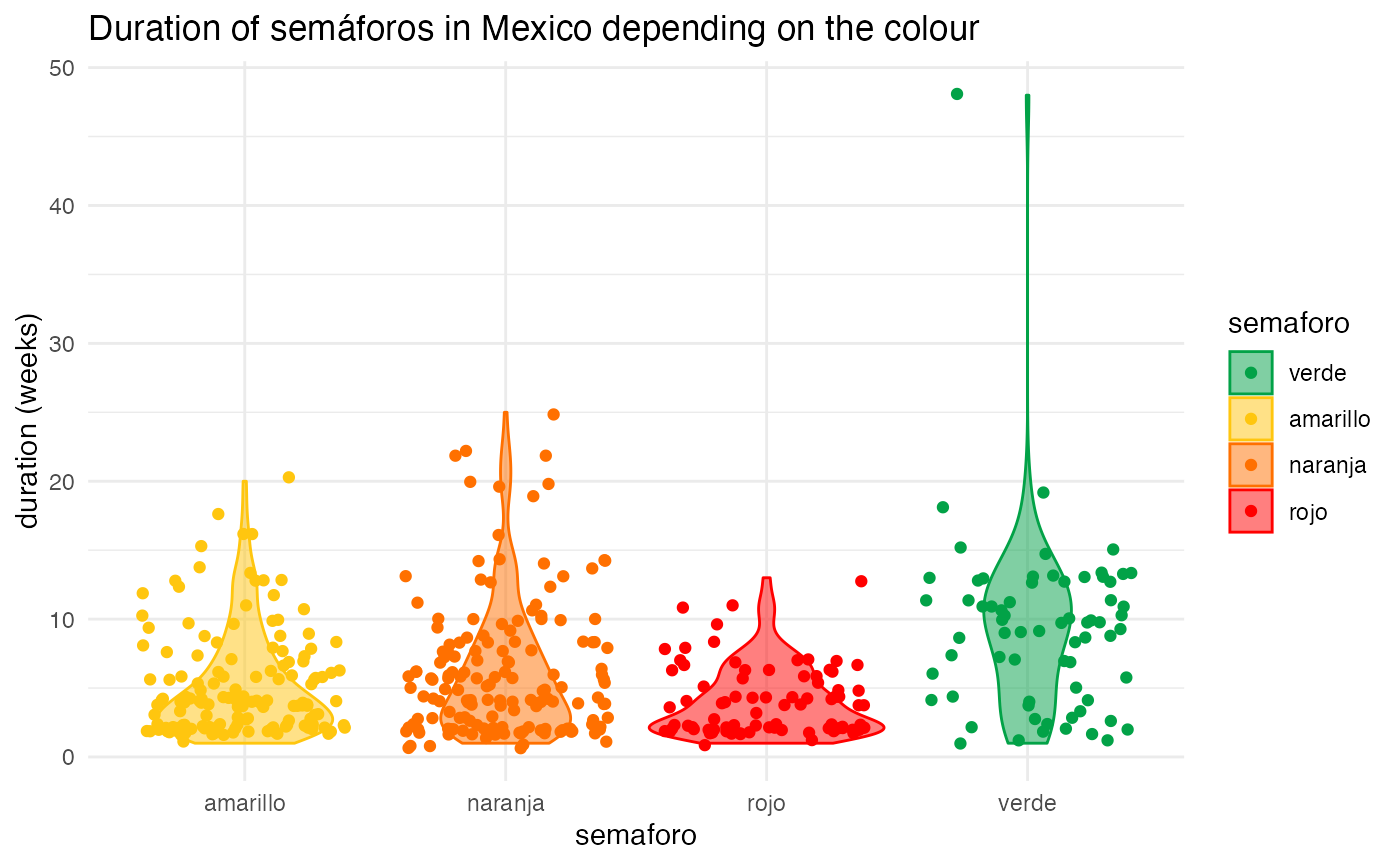 Duration of semáforos in Mexico depending on the colour
50
40
30
20
10
0
duration (weeks)
amarillo
naranja
rojo
verde
semaforo
semaforo
verde
amarillo
naranja
rojo